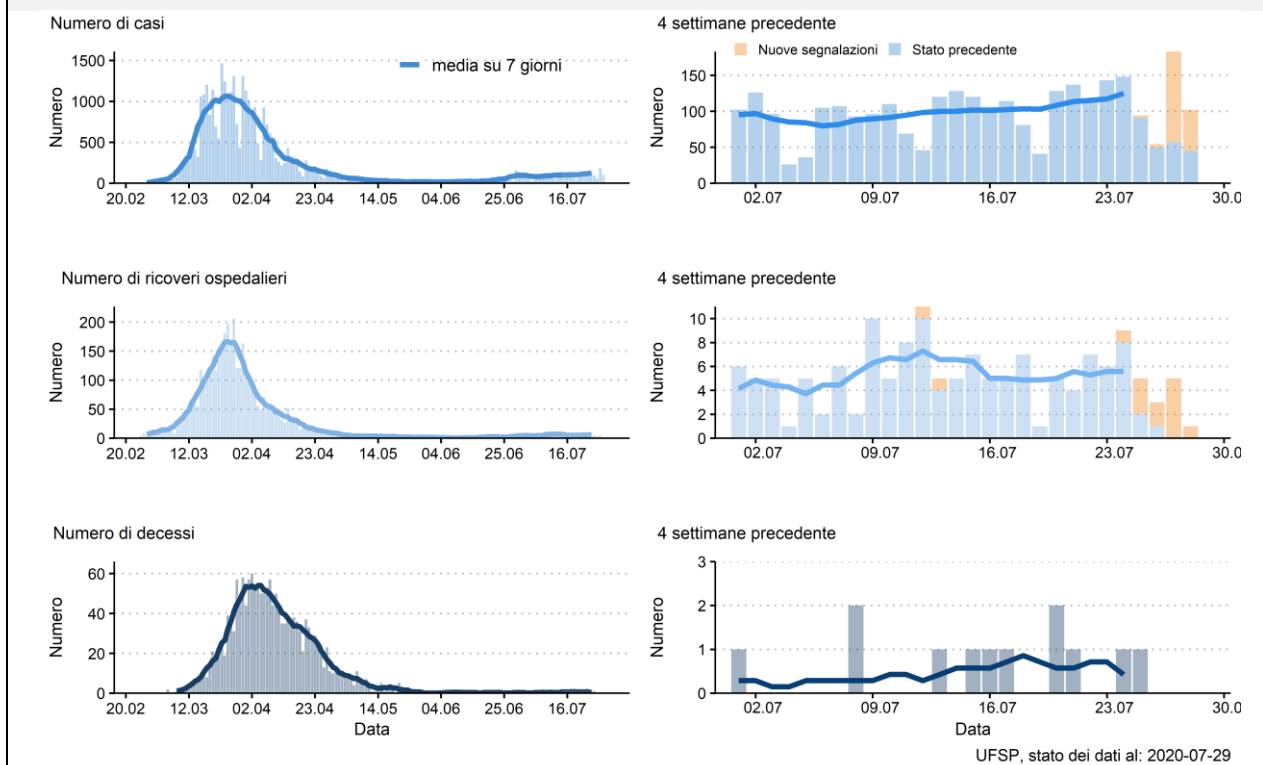 Numero di casi
4 settimane precedente
Nuove segnalazioni
Stato precedente
media su 7 giorni
Numero
1500
1000
500
0
20.02 12.03 02.04 23.04 14.05 04.06 25.06 16.07
Numero
150
100
50
0
02.07 09.07 16.07 23.07 30.0
Numero di ricoveri ospedalieri
4 settimane precedente
Numero
200
150
100
50
0
20.02 12.03 02.04 23.04 14.05 04.06 25.06 16.07
Numero
10
8
6
4
2
0
02.07 09.07 16.07 23.07 30.0
Numero di decessi
4 settimane precedente
Numero
60
40
20
0
20.02 12.03 02.04 23.04 14.05 04.06 25.06 16.07
Data
Numero
3
2
1
0
02.07 09.07 16.07 23.07 30.0
Data
UFSP, stato dei dati al: 2020-07-29